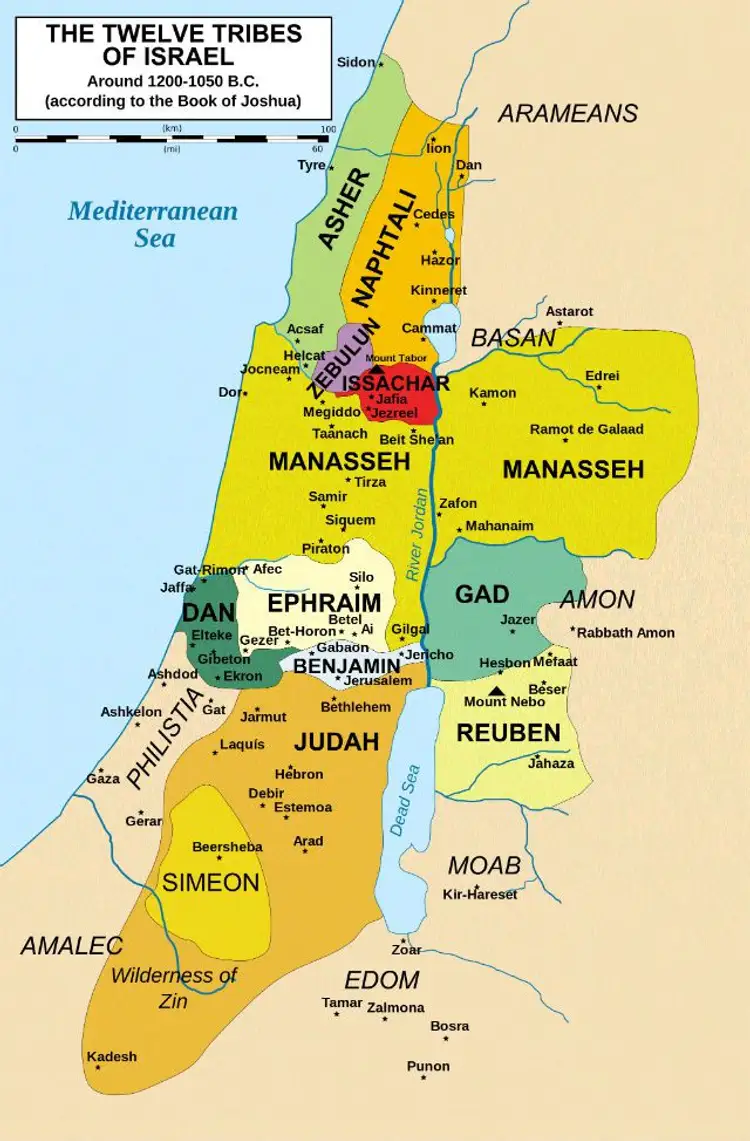 THE TWELVE TRIBES
OF ISRAEL
Around 1200-1050 B.C.
(according to the Book of Joshua)
0 (km) 100
0 (mi) 60
Sidon
ARAMEANS
Iion
Tyre
Dan
ASHER
NAPHTALI
Mediterranean
Sea
Cedes
Hazor
Kinneret
Astarot
Acsaf
Cammat
BASAN
ZEBULUN
Helcat
Mount Tabor
Jocneam
ISSACHAR
Edrei
Dor
Kamon
Jafia
Megiddo
Jezreel
Taanach
Beit She'an
Ramot de Galaad
MANASSEH
MANASSEH
Tirza
Samir
Zafon
Siquem
Mahanaim
River Jordan
Piraton
Gat-Rimon
Afec
Silo
Jaffa
EPHRAIM
GAD
AMON
DAN
Betel
Jazer
Elteke
Bet-Horon
Ai
Gilgal
Rabbath Amon
Gezer
Gabaón
Jericho
Gibeton
BENJAMIN
Hesbon
Mefaat
Ashdod
Ekron
Jerusalem
Beser
PHILISTIA
Gat
Bethlehem
Mount Nebo
Ashkelon
Jarmut
REUBEN
Laquís
JUDAH
Jahaza
Gaza
Hebron
Dead Sea
Debir
Estemoa
Gerar
Beersheba
Arad
MOAB
SIMEON
Kir-Hareset
AMALEC
Zoar
Wilderness of
Zin
EDOM
Tamar
Zalmona
Bosra
Kadesh
Punon